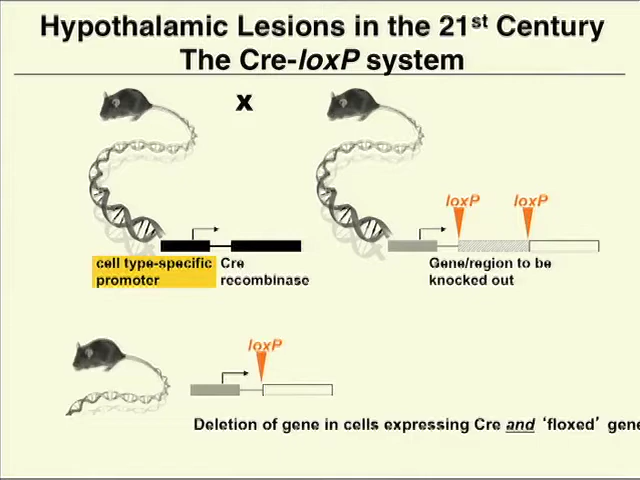 Hypothalamic Lesions in the 21st Century
The Cre-loxP system
x
loxP loxP
cell type-specific Cre
promoter recombinase
Gene/region to be
knocked out
loxP
Deletion of gene in cells expressing Cre and 'floxed' gene